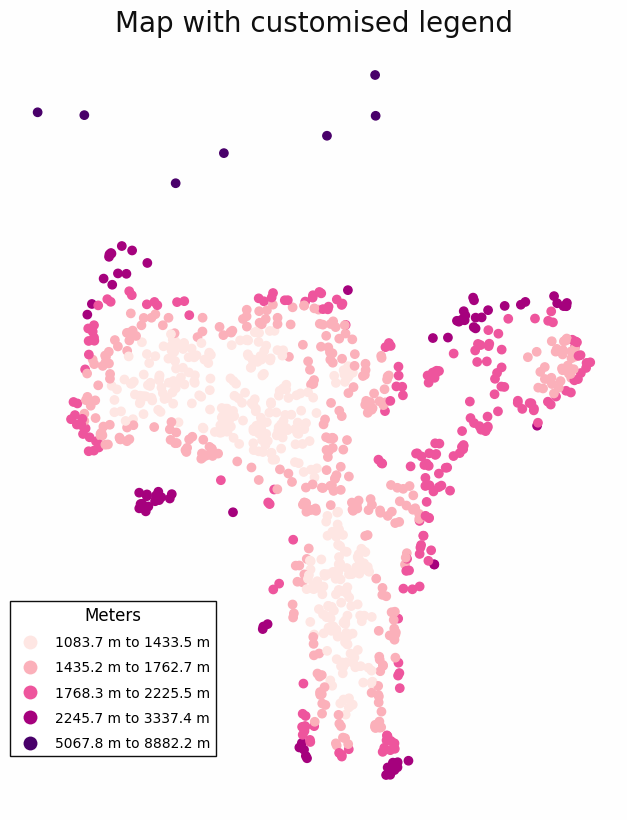 Map with customised legend
Meters
1083.7 m to 1433.5 m
1435.2 m to 1762.7 m
1768.3 m to 2225.5 m
2245.7 m to 3337.4 m
5067.8 m to 8882.2 m